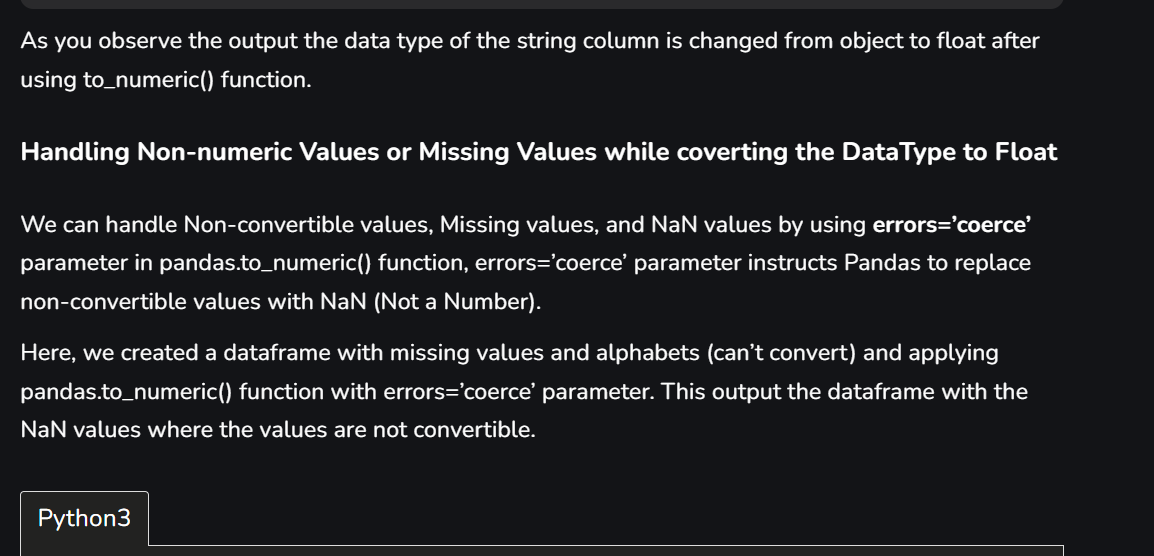 As you observe the output the data type of the string column is changed from object to float after
using to_numeric() function.
Handling Non-numeric Values or Missing Values while coverting the DataType to Float
We can handle Non-convertible values, Missing values, and NaN values by using errors=’coerce’
parameter in pandas.to_numeric() function, errors=’coerce’ parameter instructs Pandas to replace
non-convertible values with NaN (Not a Number).
Here, we created a dataframe with missing values and alphabets (can’t convert) and applying
pandas.to_numeric() function with errors=’coerce’ parameter. This output the dataframe with the
NaN values where the values are not convertible.
Python3